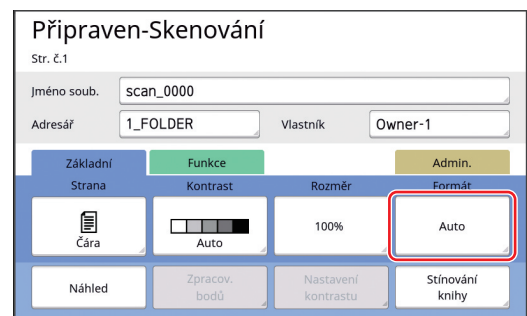 Připraven-Skenování
Str. č.1
Jméno soub. scan_0000
Adresář 1_FOLDER Vlastník Owner-1
Základní Funkce Admin.
Strana Kontrast Rozměr Formát
Čára Auto 100% Auto
Náhled Zpracov. bodů Nastavení kontrastu Stínování knihy